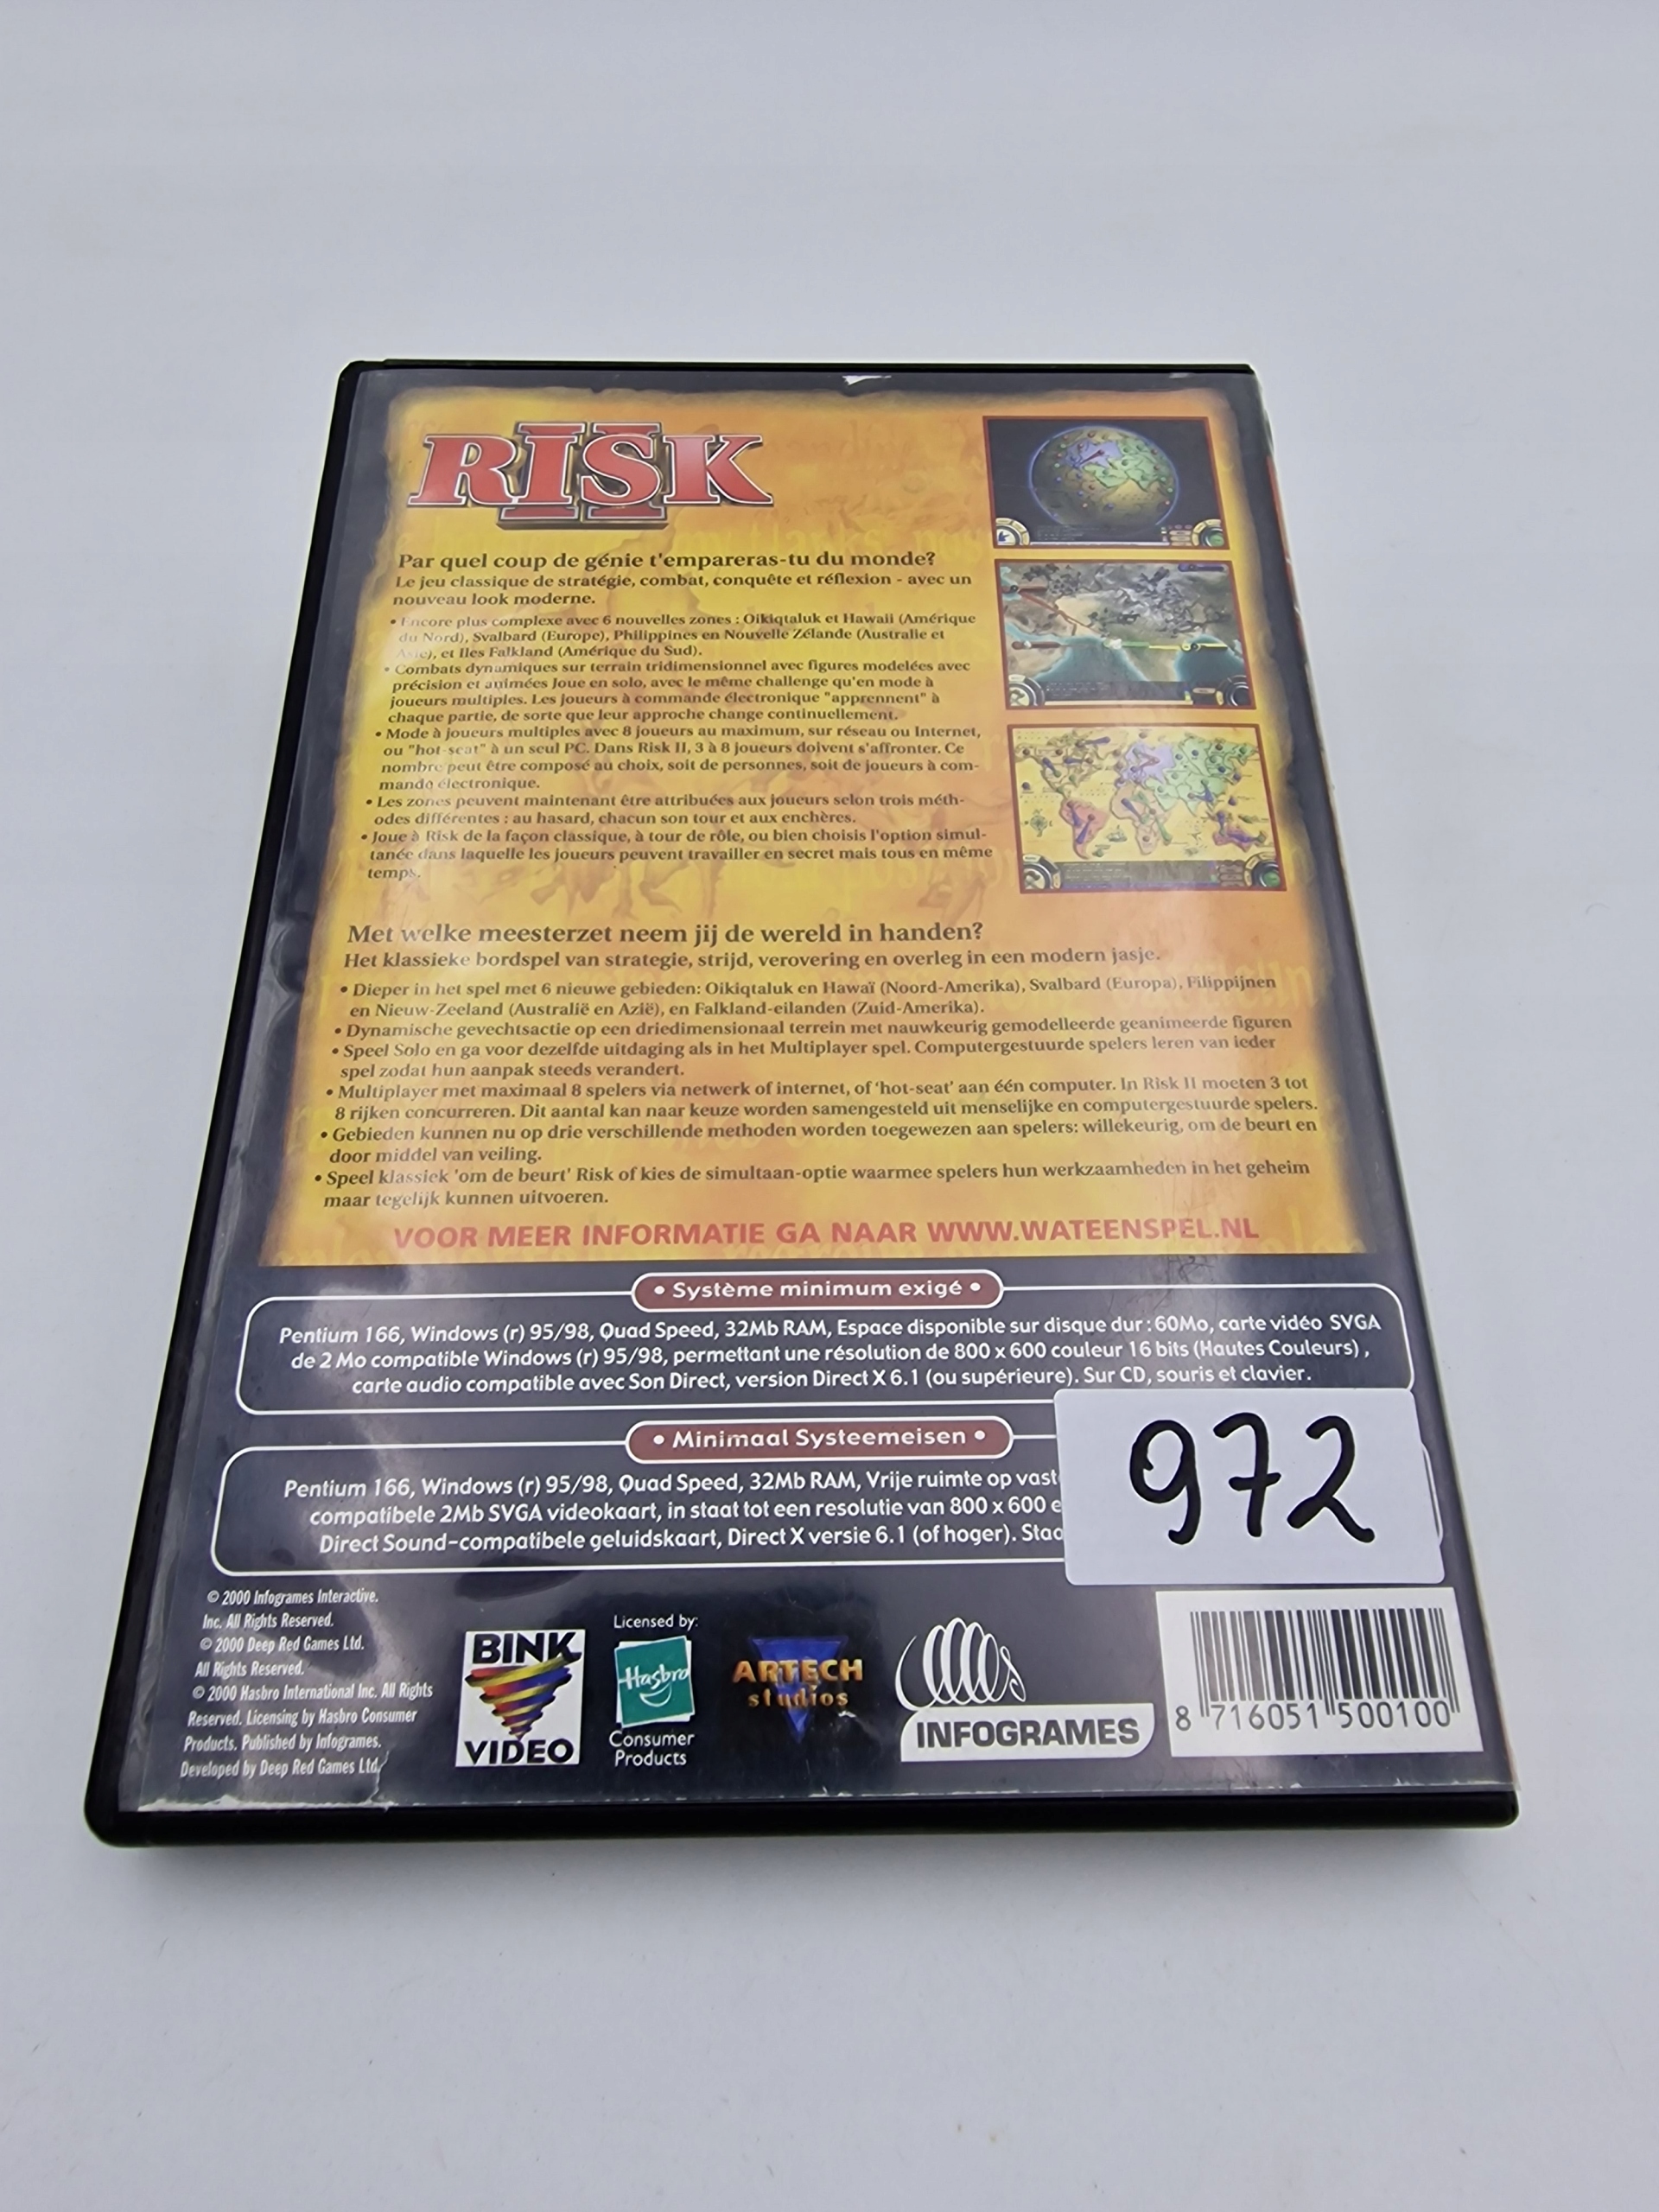 RISK
II
Par quel coup de génie t'empareras-tu du monde?
Le jeu classique de stratégie, combat, conquête et réflexion - avec un
nouveau look moderne.
• Encore plus complexe avec 6 nouvelles zones : Oikiqtaluk et Hawaii (Amérique
du Nord), Svalbard (Europe), Philippines en Nouvelle Zélande (Australie et
Asie), et Iles Falkland (Amérique du Sud).
• Combats dynamiques sur terrain tridimensionnel avec figures modelées avec
précision et animées Joue en solo, avec le même challenge qu'en mode à
joueurs multiples. Les joueurs à commande électronique "apprennent" à
chaque partie, de sorte que leur approche change continuellement.
• Mode à joueurs multiples avec 8 joueurs au maximum, sur réseau ou Internet,
ou "hot-seat" à un seul PC. Dans Risk II, 3 à 8 joueurs doivent s'affronter. Ce
nombre peut être composé au choix, soit de personnes, soit de joueurs à com-
mande électronique.
• Les zones peuvent maintenant être attribuées aux joueurs selon trois méth-
odes différentes : au hasard, chacun son tour et aux enchères.
• Joue à Risk de la façon classique, à tour de rôle, ou bien choisis l'option simul-
tanée dans laquelle les joueurs peuvent travailler en secret mais tous en même
temps.
Met welke meesterzet neem jij de wereld in handen?
Het klassieke bordspel van strategie, strijd, verovering en overleg in een modern jasje.
• Dieper in het spel met 6 nieuwe gebieden: Oikiqtaluk en Hawaï (Noord-Amerika), Svalbard (Europa), Filippijnen
en Nieuw-Zeeland (Australië en Azië), en Falkland-eilanden (Zuid-Amerika).
• Dynamische gevechtsactie op een driedimensionaal terrein met nauwkeurig gemodelleerde geanimeerde figuren
• Speel Solo en ga voor dezelfde uitdaging als in het Multiplayer spel. Computergestuurde spelers leren van ieder
spel zodat hun aanpak steeds verandert.
• Multiplayer met maximaal 8 spelers via netwerk of internet, of 'hot-seat' aan één computer. In Risk II moeten 3 tot
8 rijken concurreren. Dit aantal kan naar keuze worden samengesteld uit menselijke en computergestuurde spelers.
• Gebieden kunnen nu op drie verschillende methoden worden toegewezen aan spelers: willekeurig, om de beurt en
door middel van veiling.
• Speel klassiek 'om de beurt' Risk of kies de simultaan-optie waarmee spelers hun werkzaamheden in het geheim
maar tegelijk kunnen uitvoeren.
VOOR MEER INFORMATIE GA NAAR WWW.WATEENSPEL.NL
• Système minimum exigé •
Pentium 166, Windows (r) 95/98, Quad Speed, 32Mb RAM, Espace disponible sur disque dur : 60Mo, carte vidéo SVGA
de 2 Mo compatible Windows (r) 95/98, permettant une résolution de 800 x 600 couleur 16 bits (Hautes Couleurs) ,
carte audio compatible avec Son Direct, version Direct X 6.1 (ou supérieure). Sur CD, souris et clavier.
• Minimaal Systeemeisen •
Pentium 166, Windows (r) 95/98, Quad Speed, 32Mb RAM, Vrije ruimte op vast
compatibele 2Mb SVGA videokaart, in staat tot een resolutie van 800 x 600 e
Direct Sound-compatibele geluidskaart, Direct X versie 6.1 (of hoger).
972
© 2000 Infogrames Interactive.
Inc. All Rights Reserved.
© 2000 Deep Red Games Ltd.
All Rights Reserved.
© 2000 Hasbro International Inc. All Rights
Reserved. Licensing by Hasbro Consumer
Products. Published by Infogrames.
Developed by Deep Red Games Ltd.
BINK
VIDEO
Licensed by:
Hasbro
Consumer
Products
ARTECH
studios
INFOGRAMES
8 716051 500100